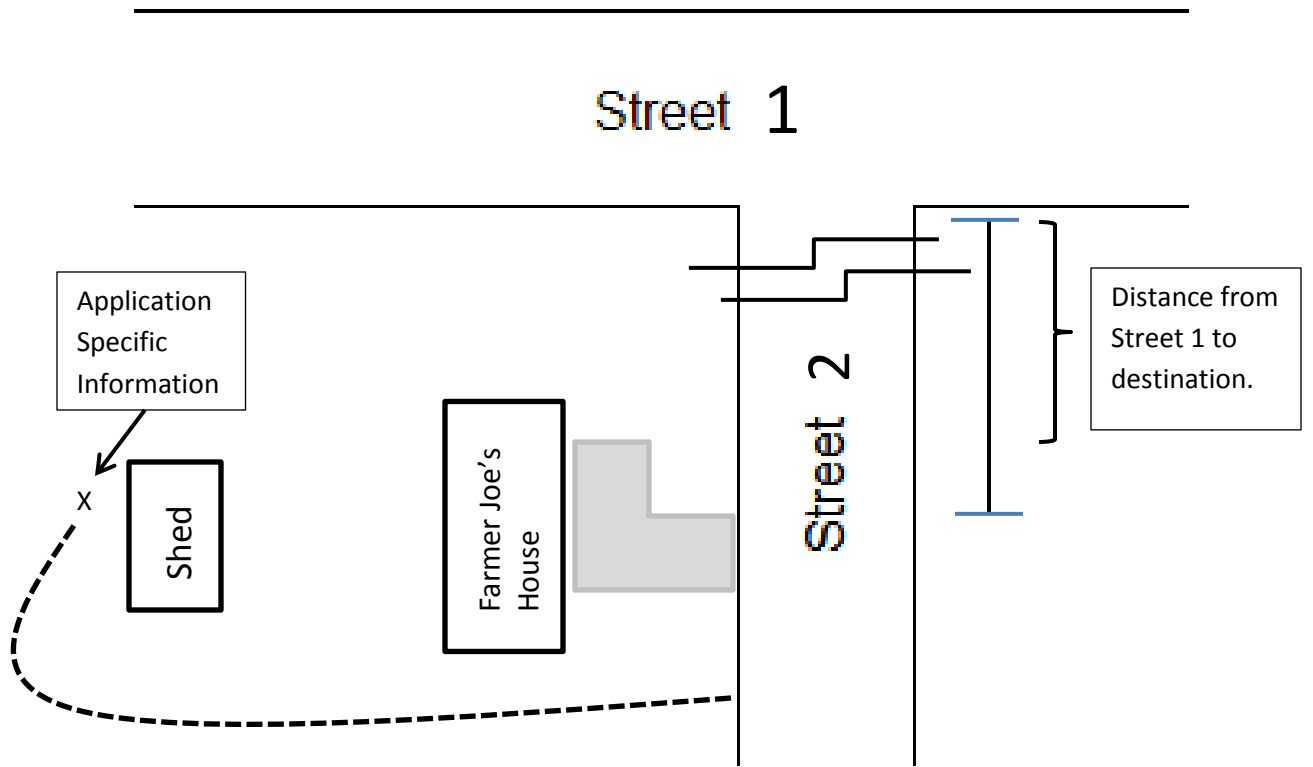 Street 1
Application
Specific
Information
Distance from
Street 1 to
destination.
Street 2
Farmer Joe's
House
X
Shed